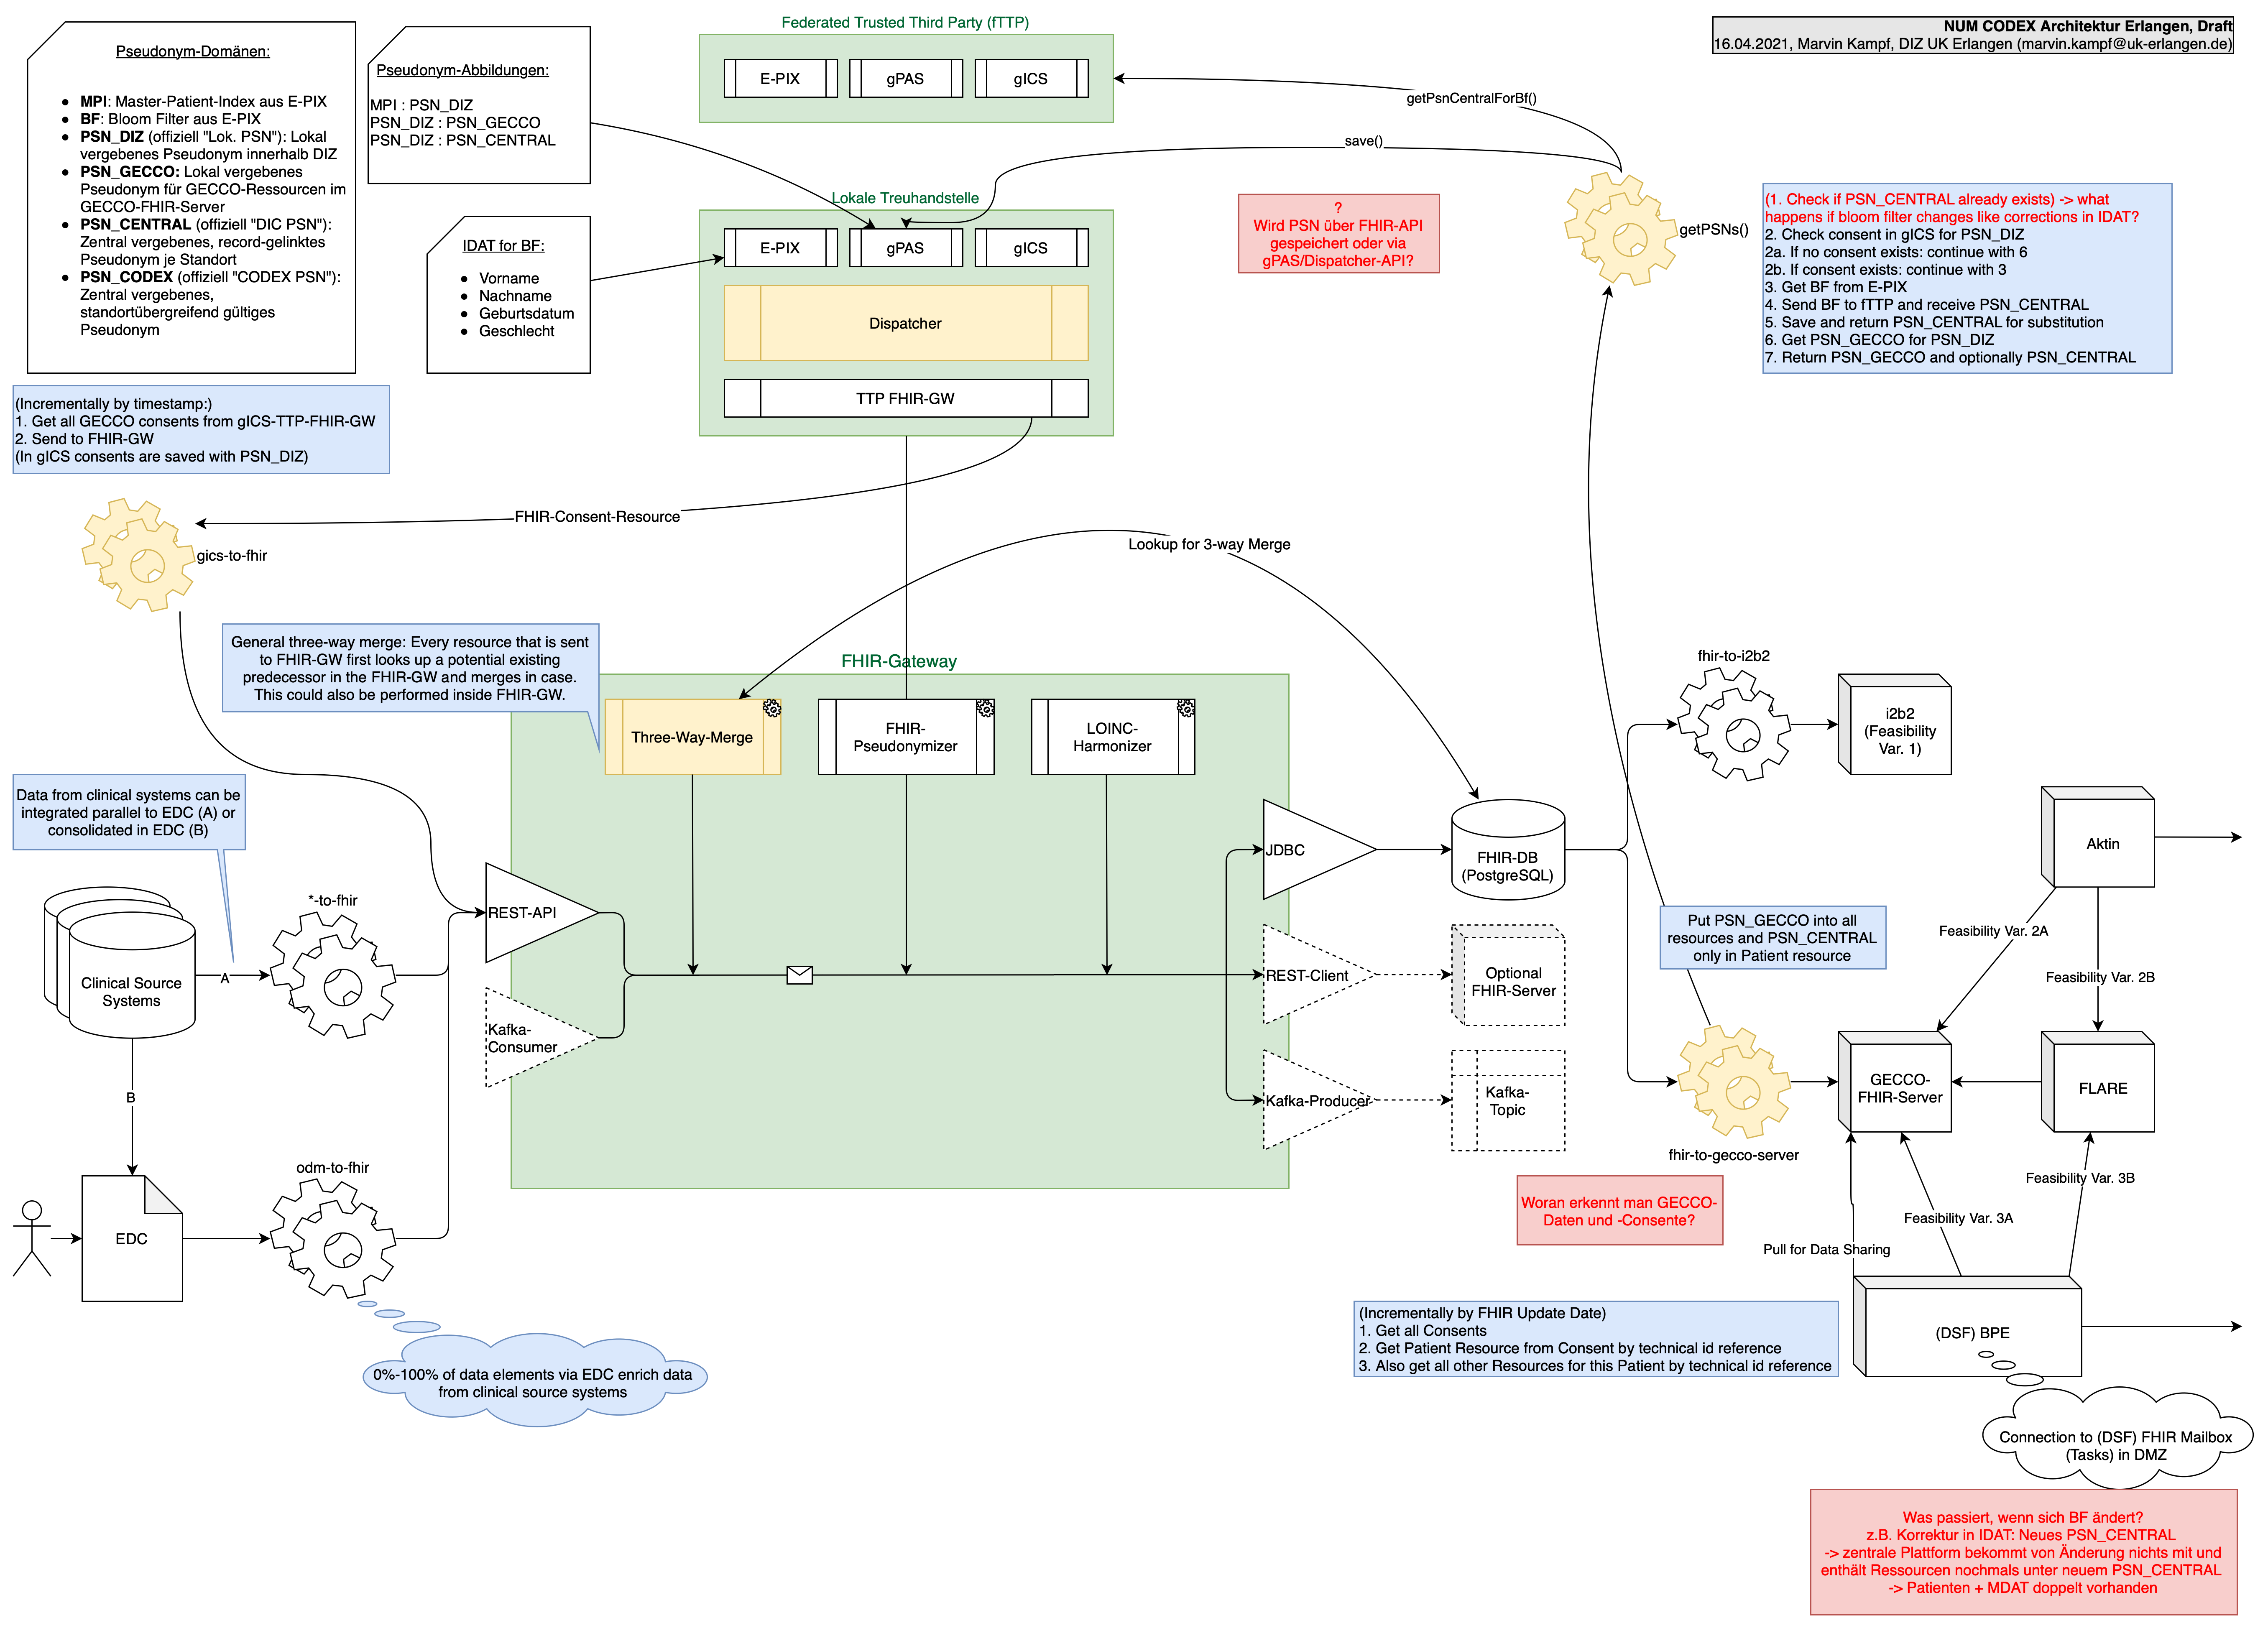 Federated Trusted Third Party (fTTP)
E-PIX
gPAS
gICS
NUM CODEX Architektur Erlangen, Draft
16.04.2021, Marvin Kampf, DIZ UK Erlangen (marvin.kampf@uk-erlangen.de)
Pseudonym-Domänen:
● MPI: Master-Patient-Index aus E-PIX
● BF: Bloom Filter aus E-PIX
● PSN_DIZ (offiziell "Lok. PSN"): Lokal
vergebenes Pseudonym innerhalb DIZ
● PSN_GECCO: Lokal vergebenes
Pseudonym für GECCO-Ressourcen im
GECCO-FHIR-Server
● PSN_CENTRAL (offiziell "DIC PSN"):
Zentral vergebenes, record-gelinktes
Pseudonym je Standort
● PSN_CODEX (offiziell "CODEX PSN"):
Zentral vergebenes,
standortübergreifend gültiges
Pseudonym
Pseudonym-Abbildungen:
MPI : PSN_DIZ
PSN_DIZ : PSN_GECCO
PSN_DIZ : PSN_CENTRAL
IDAT for BF:
● Vorname
● Nachname
● Geburtsdatum
● Geschlecht
getPsnCentralForBf()
save()
Lokale Treuhandstelle
E-PIX
gPAS
gICS
Dispatcher
TTP FHIR-GW
?
Wird PSN über FHIR-API
gespeichert oder via
gPAS/Dispatcher-API?
getPSNs()
(1. Check if PSN_CENTRAL already exists) -> what
happens if bloom filter changes like corrections in IDAT?
2. Check consent in gICS for PSN_DIZ
2a. If no consent exists: continue with 6
2b. If consent exists: continue with 3
3. Get BF from E-PIX
4. Send BF to fTTP and receive PSN_CENTRAL
5. Save and return PSN_CENTRAL for substitution
6. Get PSN_GECCO for PSN_DIZ
7. Return PSN_GECCO and optionally PSN_CENTRAL
(Incrementally by timestamp:)
1. Get all GECCO consents from gICS-TTP-FHIR-GW
2. Send to FHIR-GW
(In gICS consents are saved with PSN_DIZ)
FHIR-Consent-Resource
gics-to-fhir
Lookup for 3-way Merge
General three-way merge: Every resource that is sent
to FHIR-GW first looks up a potential existing
predecessor in the FHIR-GW and merges in case.
This could also be performed inside FHIR-GW.
FHIR-Gateway
Three-Way-Merge
FHIR-
Pseudonymizer
LOINC-
Harmonizer
fhir-to-i2b2
i2b2
(Feasibility
Var. 1)
Data from clinical systems can be
integrated parallel to EDC (A) or
consolidated in EDC (B)
JDBC
FHIR-DB
(PostgreSQL)
Aktin
*-to-fhir
REST-API
Clinical Source
Systems
A
Kafka-
Consumer
REST-Client
Optional
FHIR-Server
Put PSN_GECCO into all
resources and PSN_CENTRAL
only in Patient resource
Feasibility Var. 2A
Feasibility Var. 2B
B
Kafka-Producer
Kafka-
Topic
fhir-to-gecco-server
GECCO-
FHIR-Server
FLARE
odm-to-fhir
EDC
Woran erkennt man GECCO-
Daten und -Consente?
Feasibility Var. 3B
Feasibility Var. 3A
Pull for Data Sharing
(Incrementally by FHIR Update Date)
1. Get all Consents
2. Get Patient Resource from Consent by technical id reference
3. Also get all other Resources for this Patient by technical id reference
(DSF) BPE
0%-100% of data elements via EDC enrich data
from clinical source systems
Connection to (DSF) FHIR Mailbox
(Tasks) in DMZ
Was passiert, wenn sich BF ändert?
z.B. Korrektur in IDAT: Neues PSN_CENTRAL
-> zentrale Plattform bekommt von Änderung nichts mit und
enthält Ressourcen nochmals unter neuem PSN_CENTRAL
-> Patienten + MDAT doppelt vorhanden